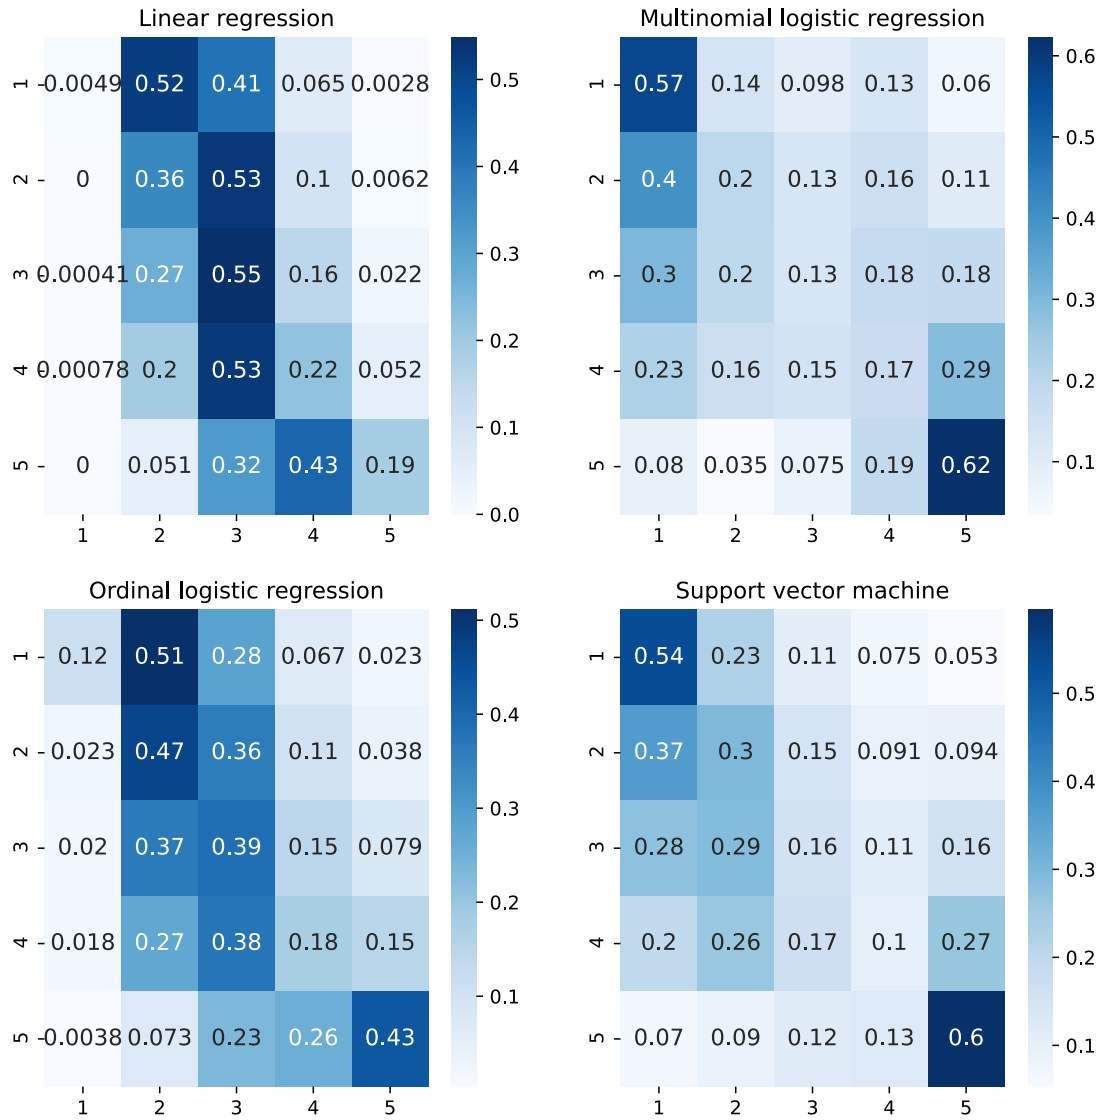 Linear regression
1 0.0049 0.52 0.41 0.065 0.0028
2 0 0.36 0.53 0.1 0.0062
3 0.00041 0.27 0.55 0.16 0.022
4 0.00078 0.2 0.53 0.22 0.052
5 0 0.051 0.32 0.43 0.19
1 2 3 4 5
0.5
0.4
0.3
0.2
0.1
0.0
Multinomial logistic regression
1 0.57 0.14 0.098 0.13 0.06
2 0.4 0.2 0.13 0.16 0.11
3 0.3 0.2 0.13 0.18 0.18
4 0.23 0.16 0.15 0.17 0.29
5 0.08 0.035 0.075 0.19 0.62
1 2 3 4 5
0.6
0.5
0.4
0.3
0.2
0.1
Ordinal logistic regression
1 0.12 0.51 0.28 0.067 0.023
2 0.023 0.47 0.36 0.11 0.038
3 0.02 0.37 0.39 0.15 0.079
4 0.018 0.27 0.38 0.18 0.15
5 0.0038 0.073 0.23 0.26 0.43
1 2 3 4 5
0.5
0.4
0.3
0.2
0.1
Support vector machine
1 0.54 0.23 0.11 0.075 0.053
2 0.37 0.3 0.15 0.091 0.094
3 0.28 0.29 0.16 0.11 0.16
4 0.2 0.26 0.17 0.1 0.27
5 0.07 0.09 0.12 0.13 0.6
1 2 3 4 5
0.5
0.4
0.3
0.2
0.1